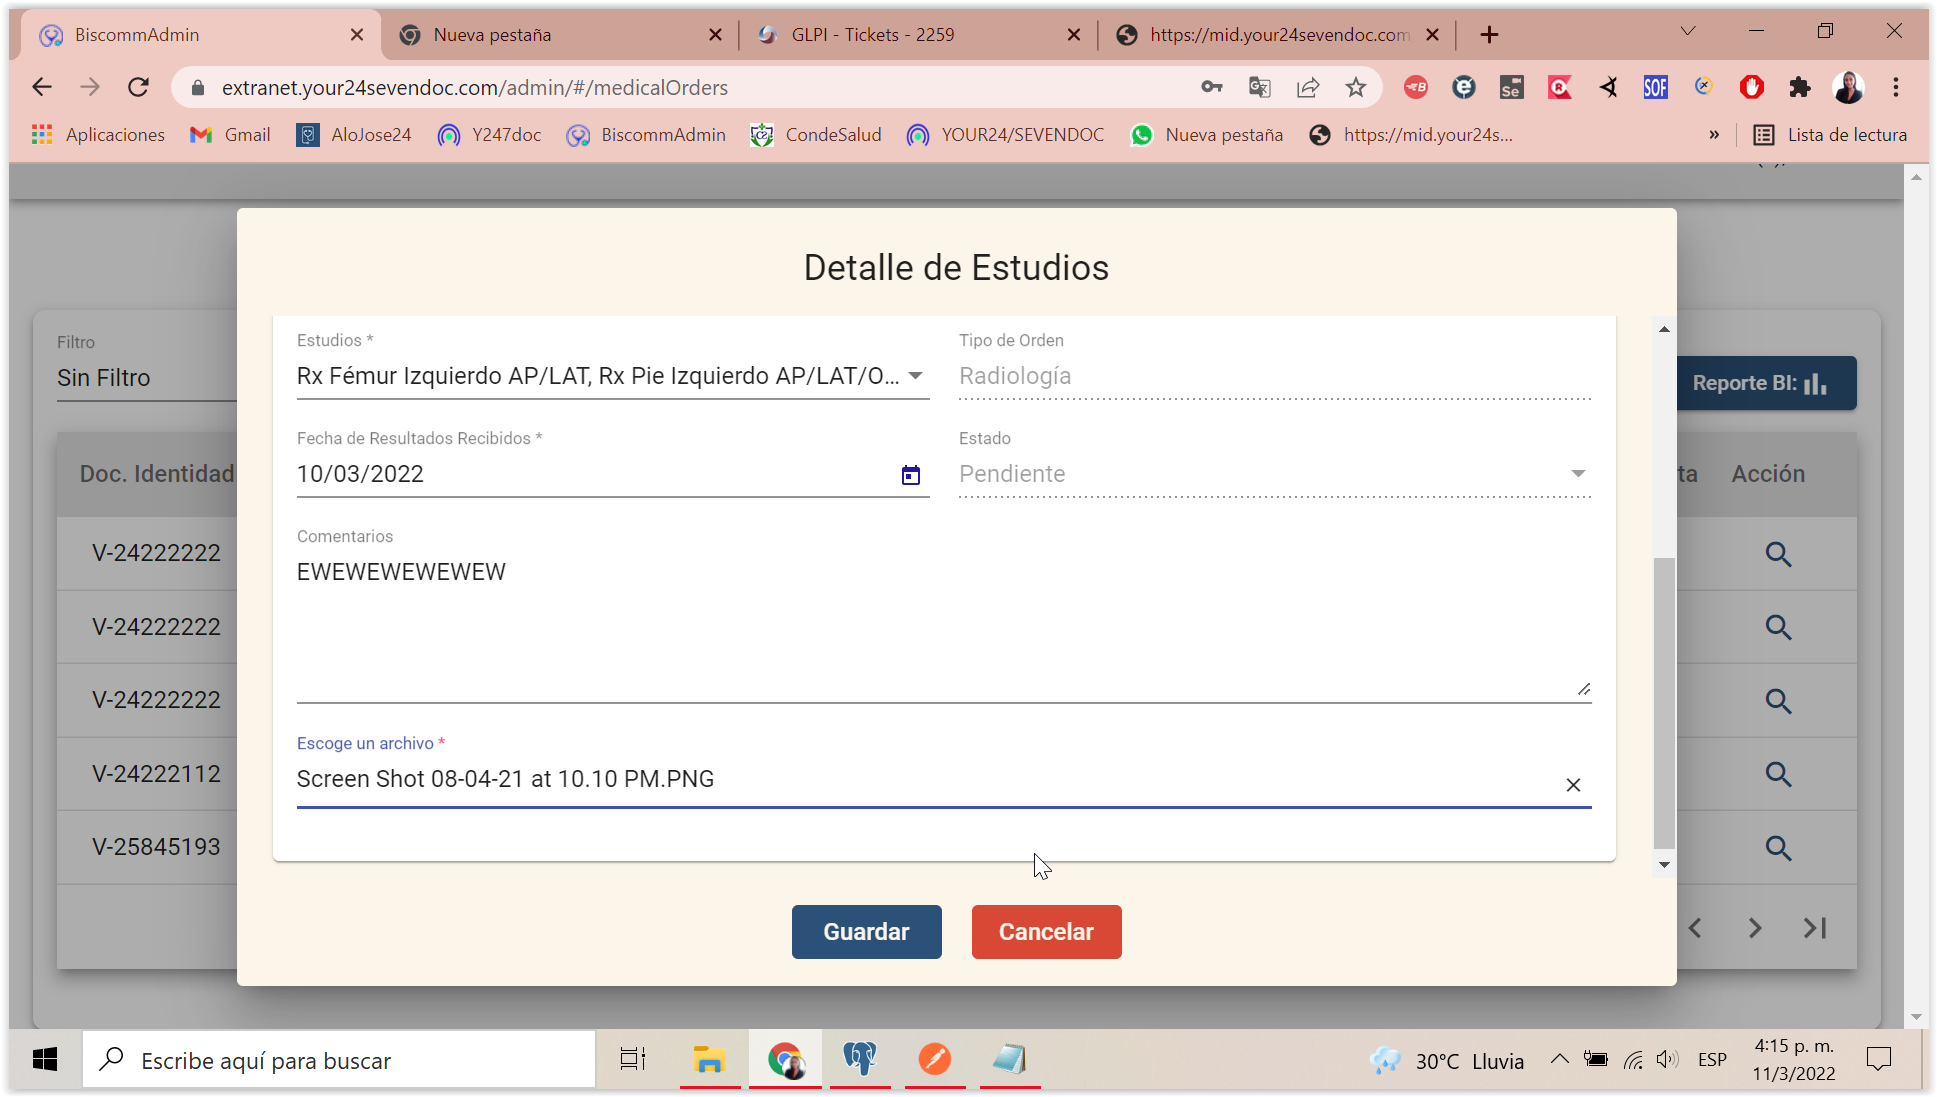 BiscommAdmin
Nueva pestaña
GLPI - Tickets - 2259
https://mid.your24sevendoc.com
extranet.your24sevendoc.com/admin/#/medicalOrders
Aplicaciones
Gmail
AloJose24
Y247doc
BiscommAdmin
CondeSalud
YOUR24/SEVENDOC
Nueva pestaña
https://mid.your24s...
»
Lista de lectura
Detalle de Estudios
Filtro
Sin Filtro
Reporte BI:
Estudios *
Rx Fémur Izquierdo AP/LAT, Rx Pie Izquierdo AP/LAT/O...
Tipo de Orden
Radiología
Fecha de Resultados Recibidos *
10/03/2022
Estado
Pendiente
Comentarios
EWEWEWEWEWEW
Escoge un archivo *
Screen Shot 08-04-21 at 10.10 PM.PNG
Guardar
Cancelar
Doc. Identidad
ta
Acción
V-24222222
V-24222222
V-24222222
V-24222112
V-25845193
Escribe aquí para buscar
30°C Lluvia
ESP
4:15 p. m.
11/3/2022